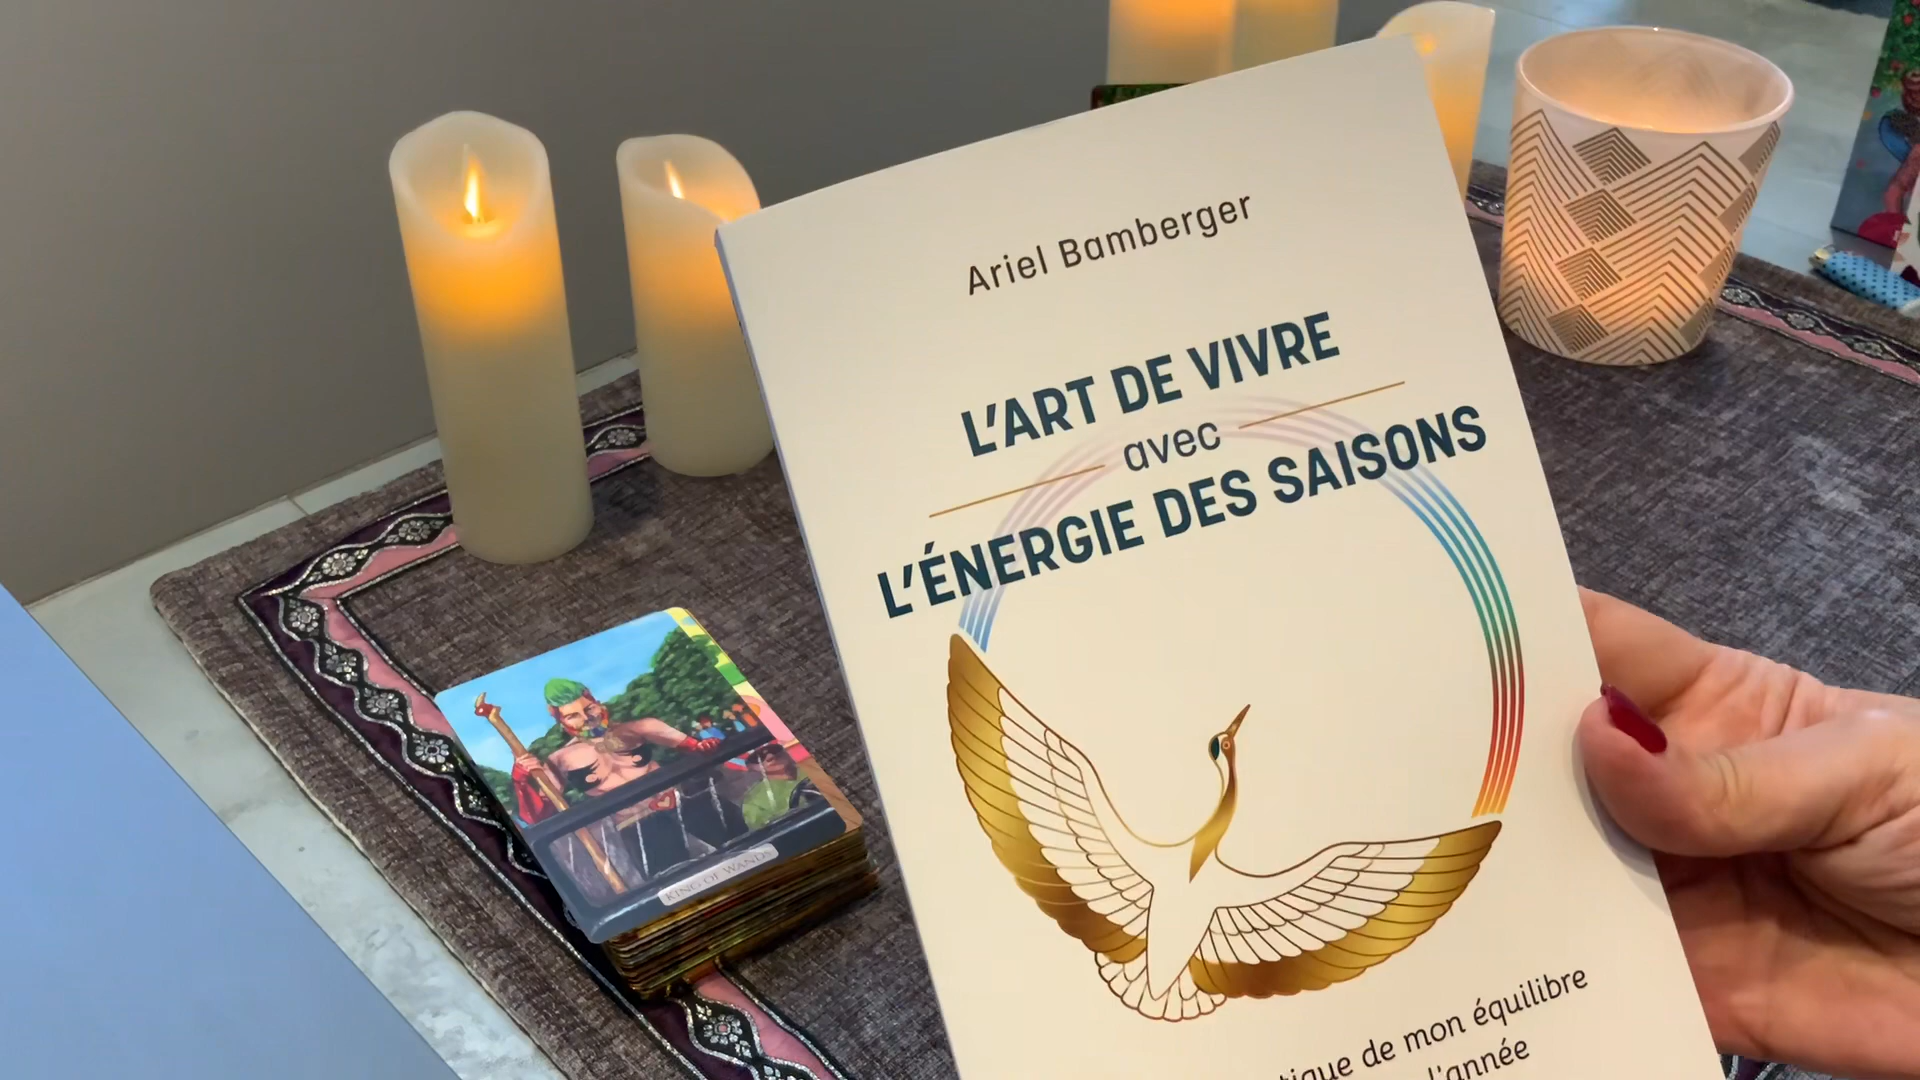 Ariel Bamberger
L'ART DE VIVRE
avec
L'ÉNERGIE DES SAISONS
de mon équilibre
l'année
KING OF WANDS